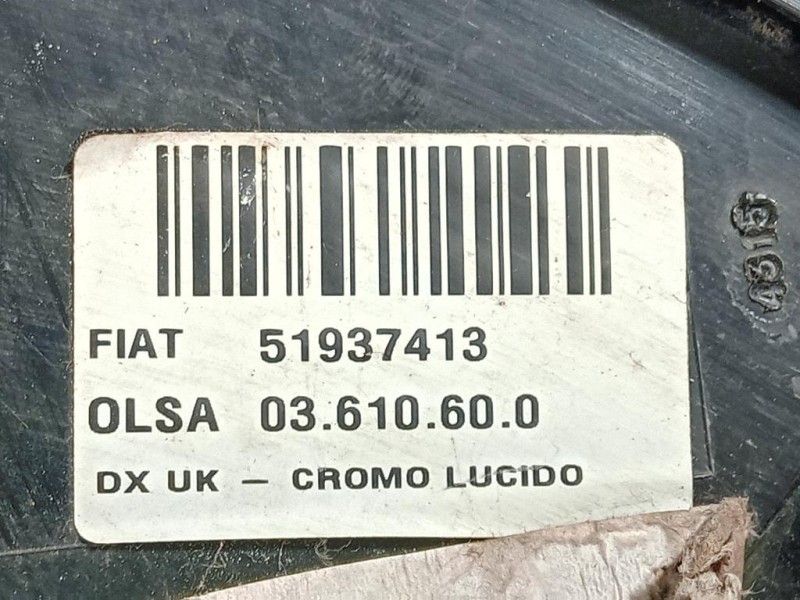 FIAT 51937413
OLSA 03.610.60.0
DX UK – CROMO LUCIDO